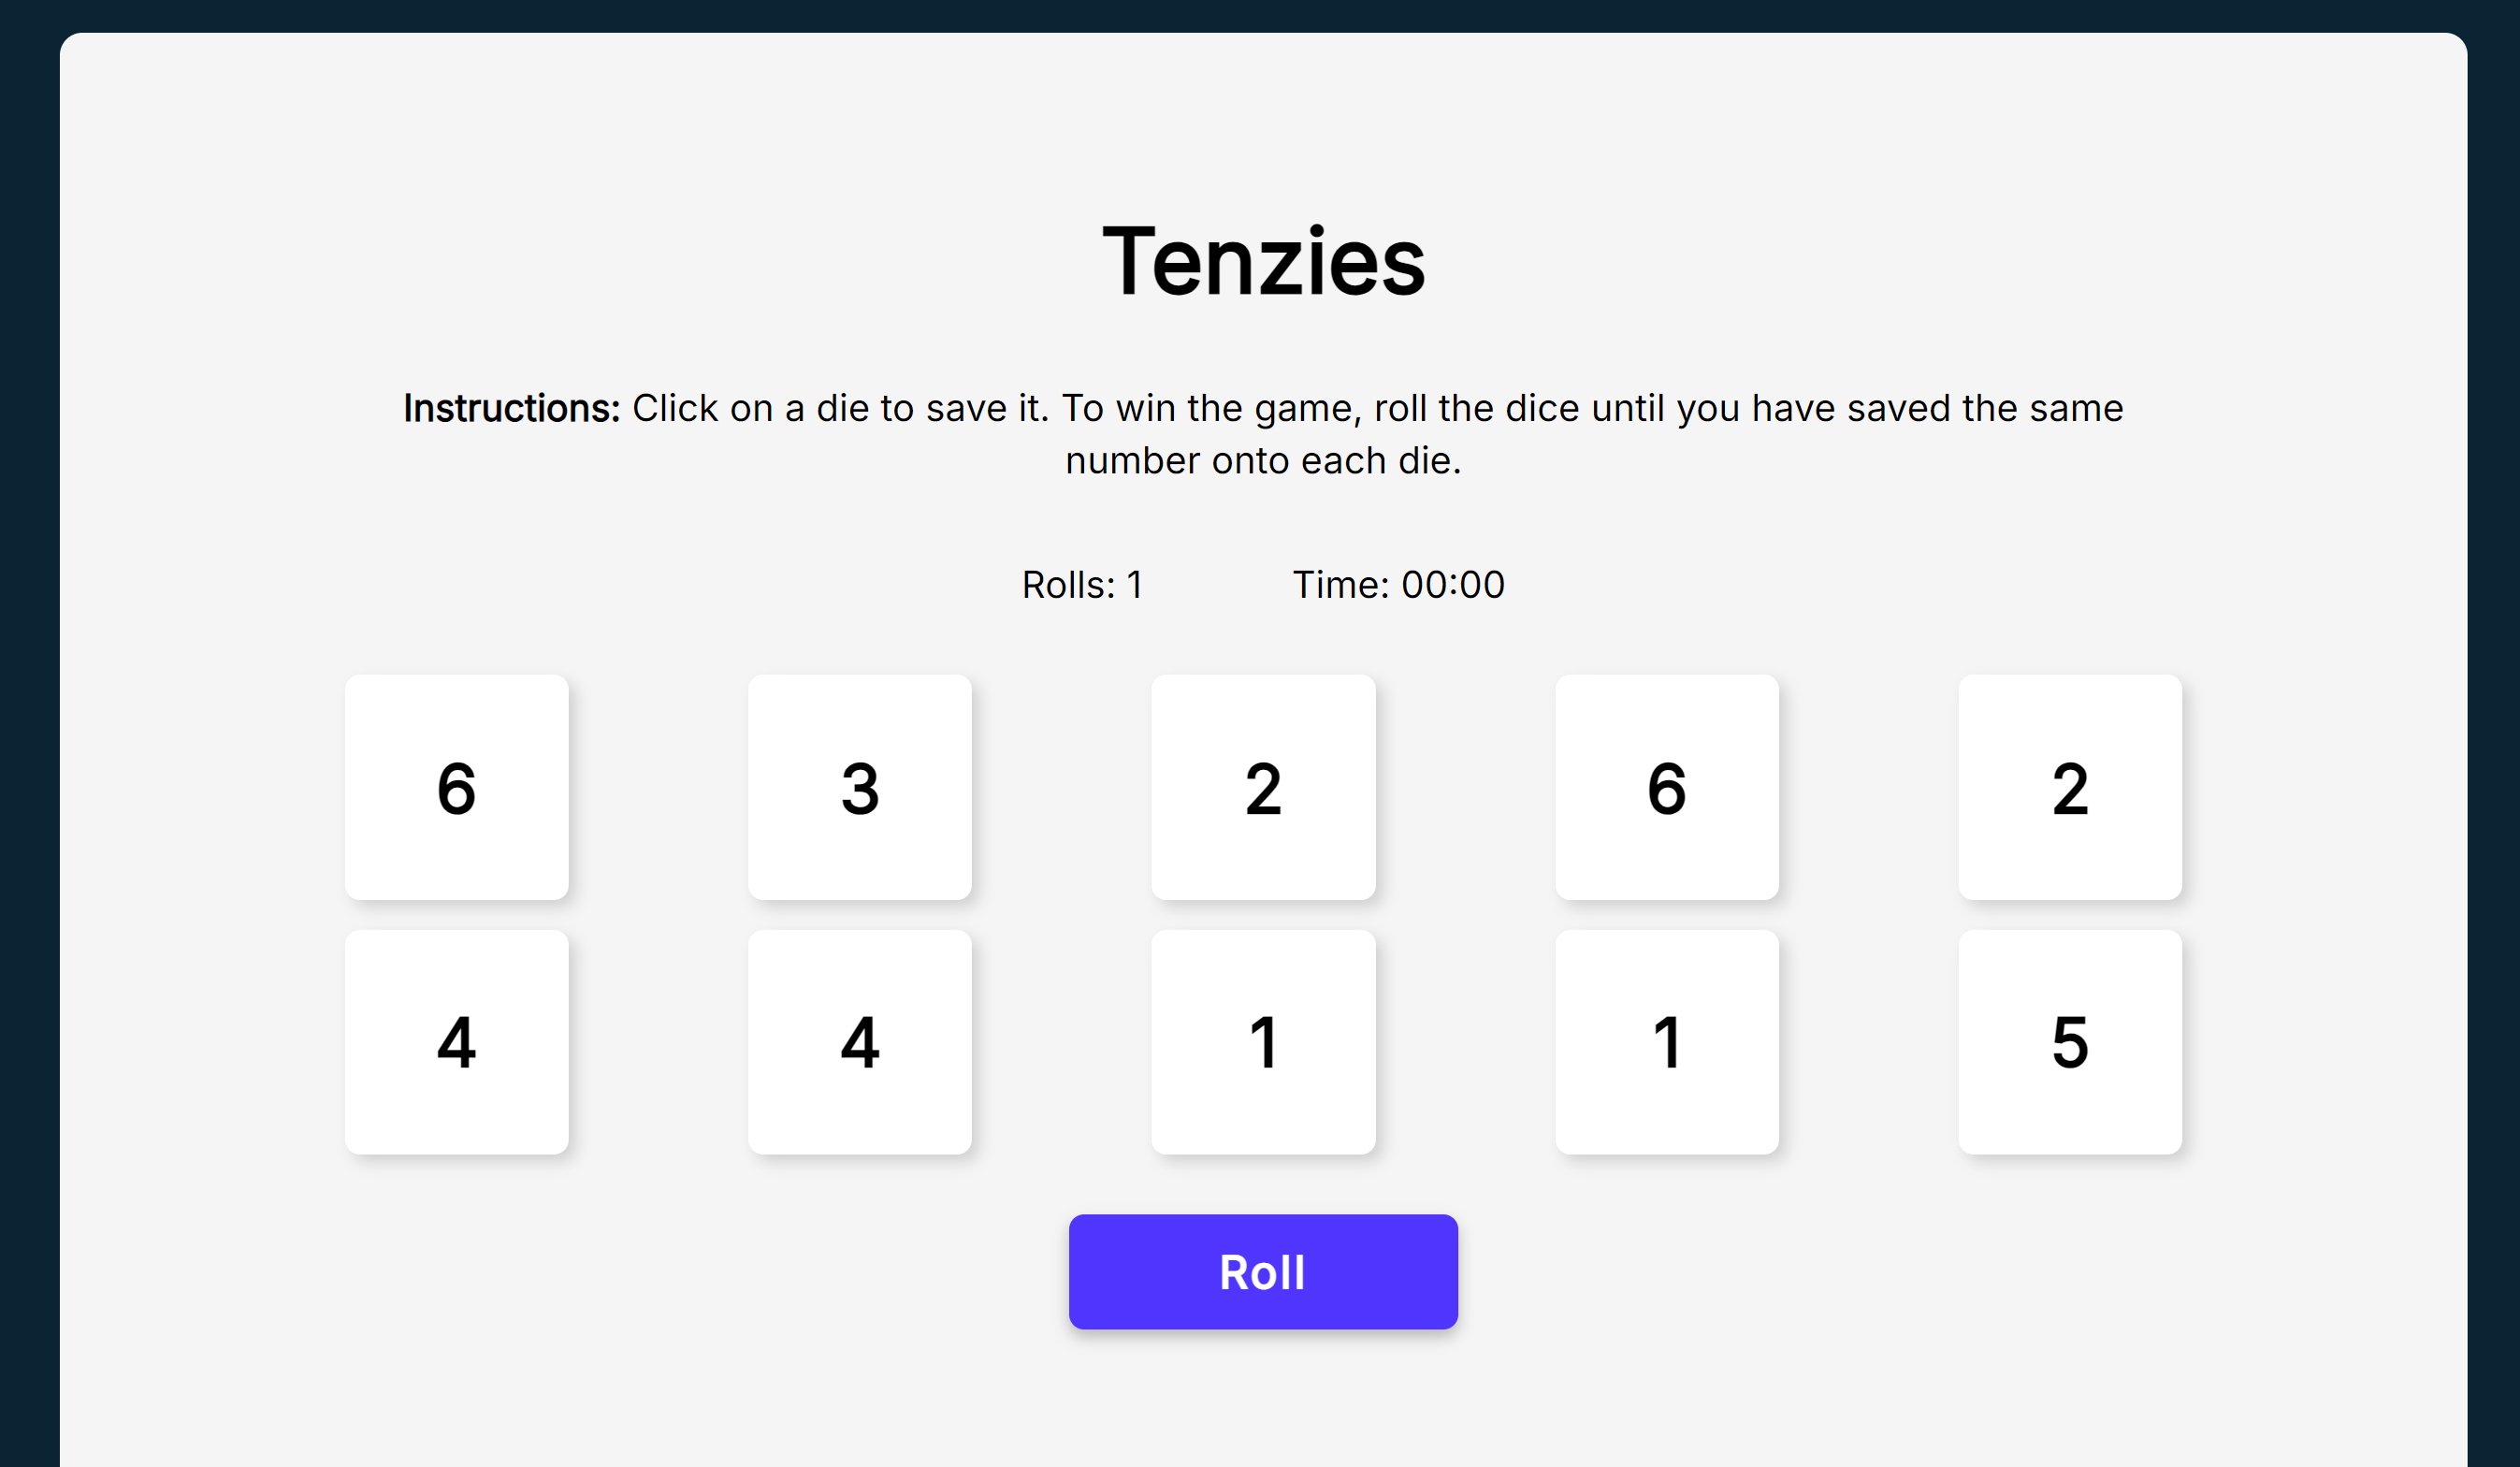 Tenzies
Instructions: Click on a die to save it. To win the game, roll the dice until you have saved the same
number onto each die.
Rolls: 1 Time: 00:00
6 3 2 6 2
4 4 1 1 5
Roll